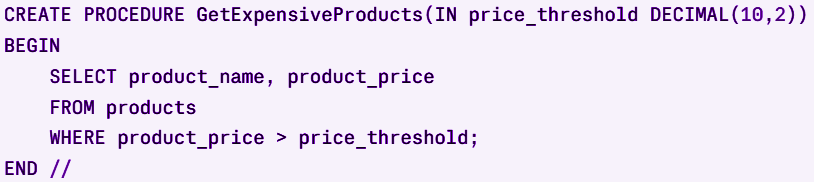 CREATE PROCEDURE GetExpensiveProducts(IN price_threshold DECIMAL(10,2))
BEGIN
    SELECT product_name, product_price
    FROM products
    WHERE product_price > price_threshold;
END //